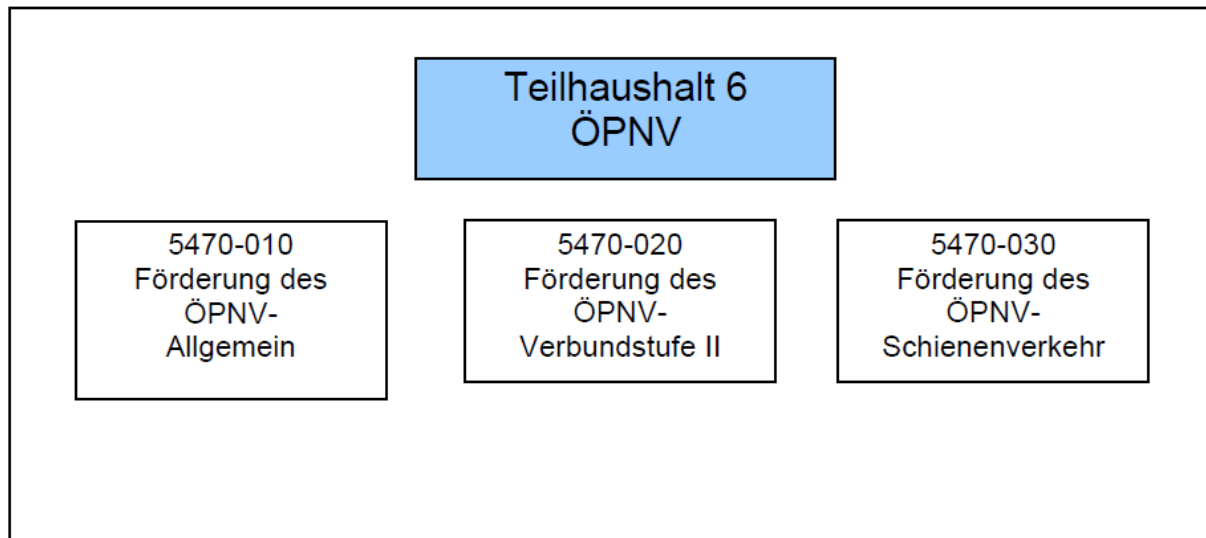 Teilhaushalt 6
ÖPNV
5470-010
Förderung des
ÖPNV-
Allgemein
5470-020
Förderung des
ÖPNV-
Verbundstufe II
5470-030
Förderung des
ÖPNV-
Schienenverkehr